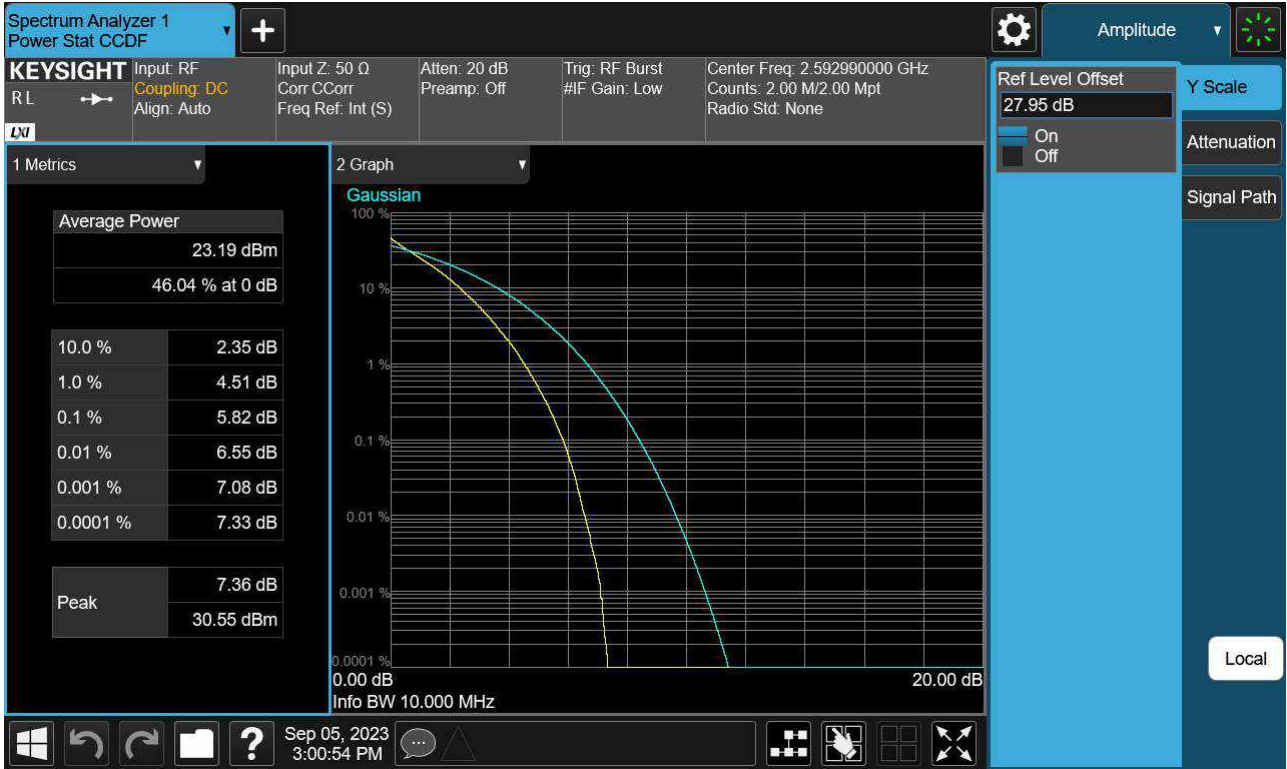 Spectrum Analyzer 1
Power Stat CCDF
+
Amplitude
KEYSIGHT
RL
LXI
Input: RF
Coupling: DC
Align: Auto
Input Z: 50 Ω
Corr CCorr
Freq Ref: Int (S)
Atten: 20 dB
Preamp: Off
Trig: RF Burst
#IF Gain: Low
Center Freq: 2.592990000 GHz
Counts: 2.00 M/2.00 Mpt
Radio Std: None
Ref Level Offset
27.95 dB
On
Off
Y Scale
Attenuation
Signal Path
Local
1 Metrics
Average Power
23.19 dBm
46.04 % at 0 dB
10.0 % 2.35 dB
1.0 % 4.51 dB
0.1 % 5.82 dB
0.01 % 6.55 dB
0.001 % 7.08 dB
0.0001 % 7.33 dB
Peak
7.36 dB
30.55 dBm
2 Graph
Gaussian
100 %
10 %
1 %
0.1 %
0.01 %
0.001 %
0.0001 %
0.00 dB 20.00 dB
Info BW 10.000 MHz
?
Sep 05, 2023
3:00:54 PM